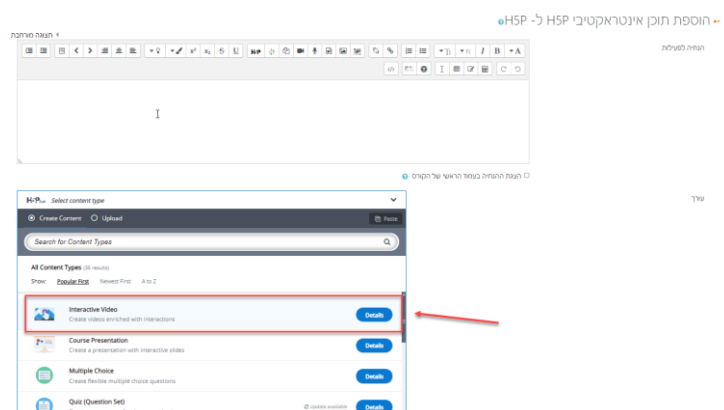 הוספת תוכן אינטראקטיבי H5P ל- H5P
תצוגה מורחבת
הנחיה לפעילות
הצגת ההנחיה בעמוד הראשי של הקורס
עורך
H5P Select content type
Create Content Upload Paste
Search for Content Types
All Content Types
Show: Popular First Newest First A to Z
Interactive Video
Create videos enriched with interactions
Details
Course Presentation
Create a presentation with interactive slides
Details
Multiple Choice
Create flexible multiple choice questions
Details
Quiz (Question Set)
Update available
Details